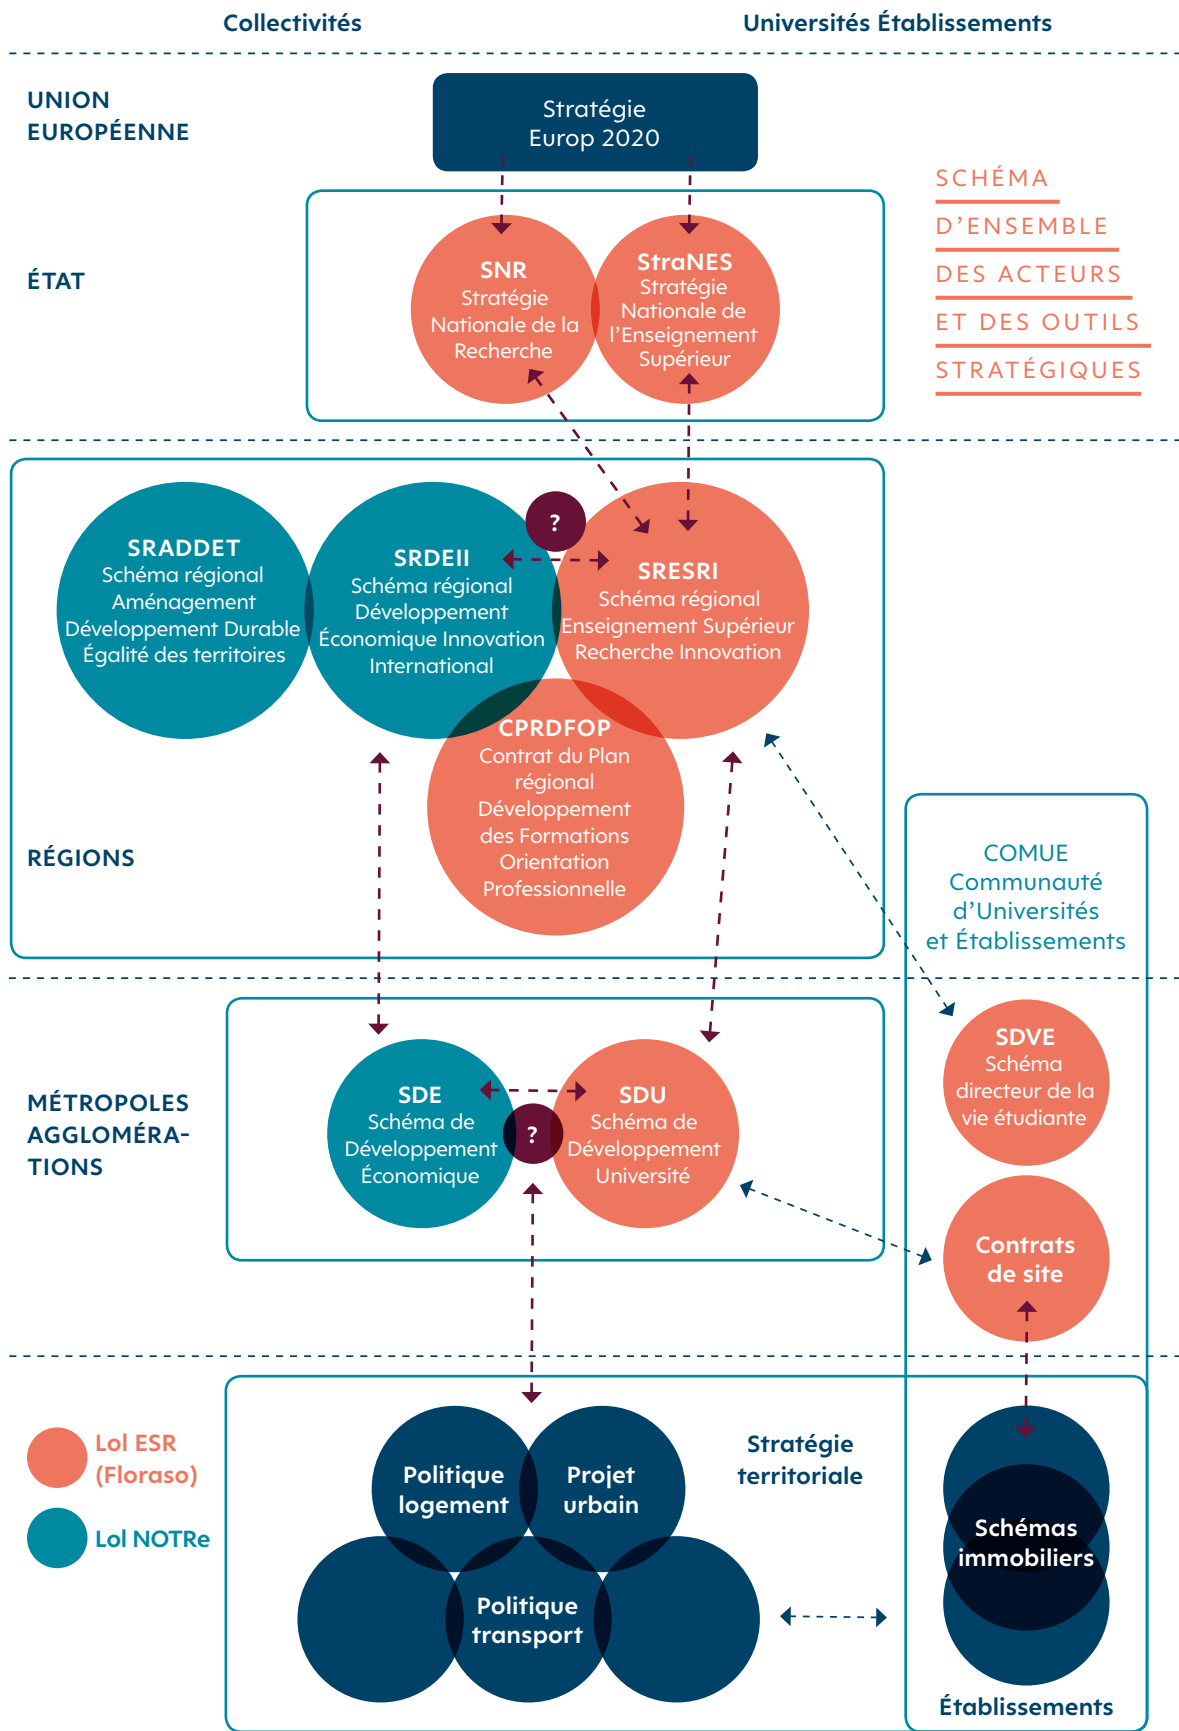 Collectivités
Universités Établissements
UNION
EUROPÉENNE
Stratégie
Europ 2020
SCHÉMA
D'ENSEMBLE
DES ACTEURS
ET DES OUTILS
STRATÉGIQUES
ÉTAT
SNR
Stratégie
Nationale de la
Recherche
StraNES
Stratégie
Nationale de
l'Enseignement
Supérieur
SRADDET
Schéma régional
Aménagement
Développement Durable
Égalité des territoires
SRDEII
Schéma régional
Développement
Économique Innovation
International
?
SRESRI
Schéma régional
Enseignement Supérieur
Recherche Innovation
CPRDFOP
Contrat du Plan
régional
Développement
des Formations
Orientation
Professionnelle
RÉGIONS
COMUE
Communauté
d'Universités
et Établissements
MÉTROPOLES
AGGLOMÉRA-
TIONS
SDE
Schéma de
Développement
Économique
?
SDU
Schéma de
Développement
Université
SDVE
Schéma
directeur de la
vie étudiante
Contrats
de site
LoI ESR
(Floraso)
LoI NOTRe
Politique
logement
Projet
urbain
Politique
transport
Stratégie
territoriale
Schémas
immobiliers
Établissements